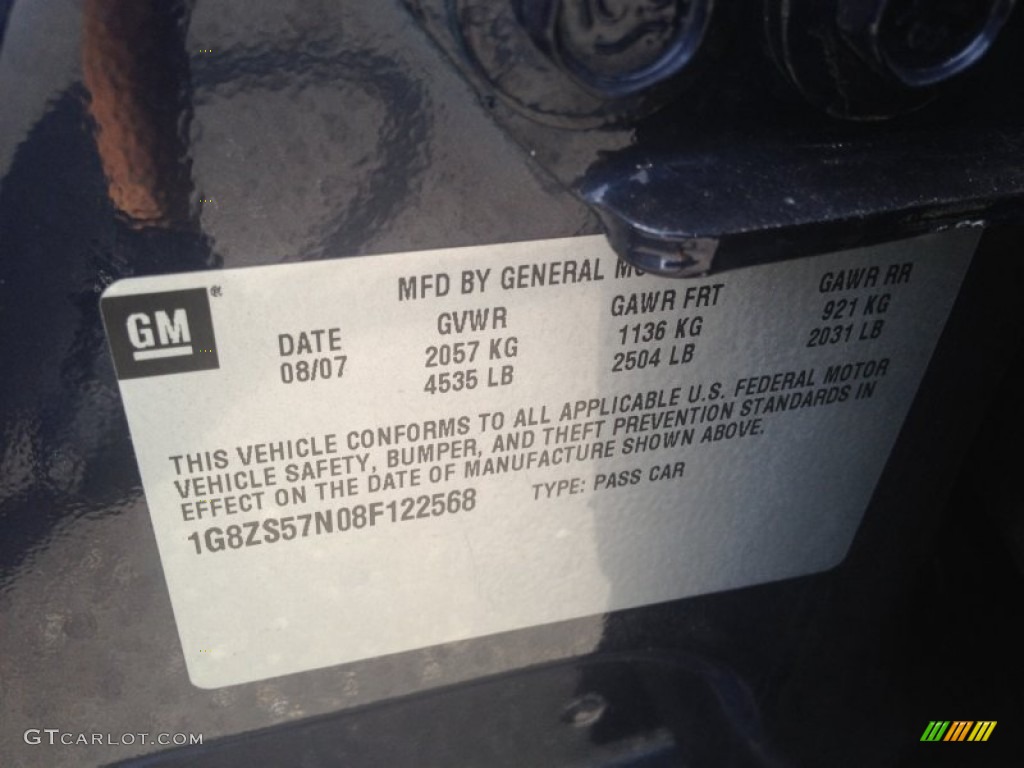 GM®
MFD BY GENERAL
DATE
08/07
GVWR
2057 KG
4535 LB
GAWR FRT
1136 KG
2504 LB
GAWR RR
921 KG
2031 LB
THIS VEHICLE CONFORMS TO ALL APPLICABLE U.S. FEDERAL MOTOR
VEHICLE SAFETY, BUMPER, AND THEFT PREVENTION STANDARDS IN
EFFECT ON THE DATE OF MANUFACTURE SHOWN ABOVE.
1G8ZS57N08F122568
TYPE: PASS CAR
GTCARLOT.COM